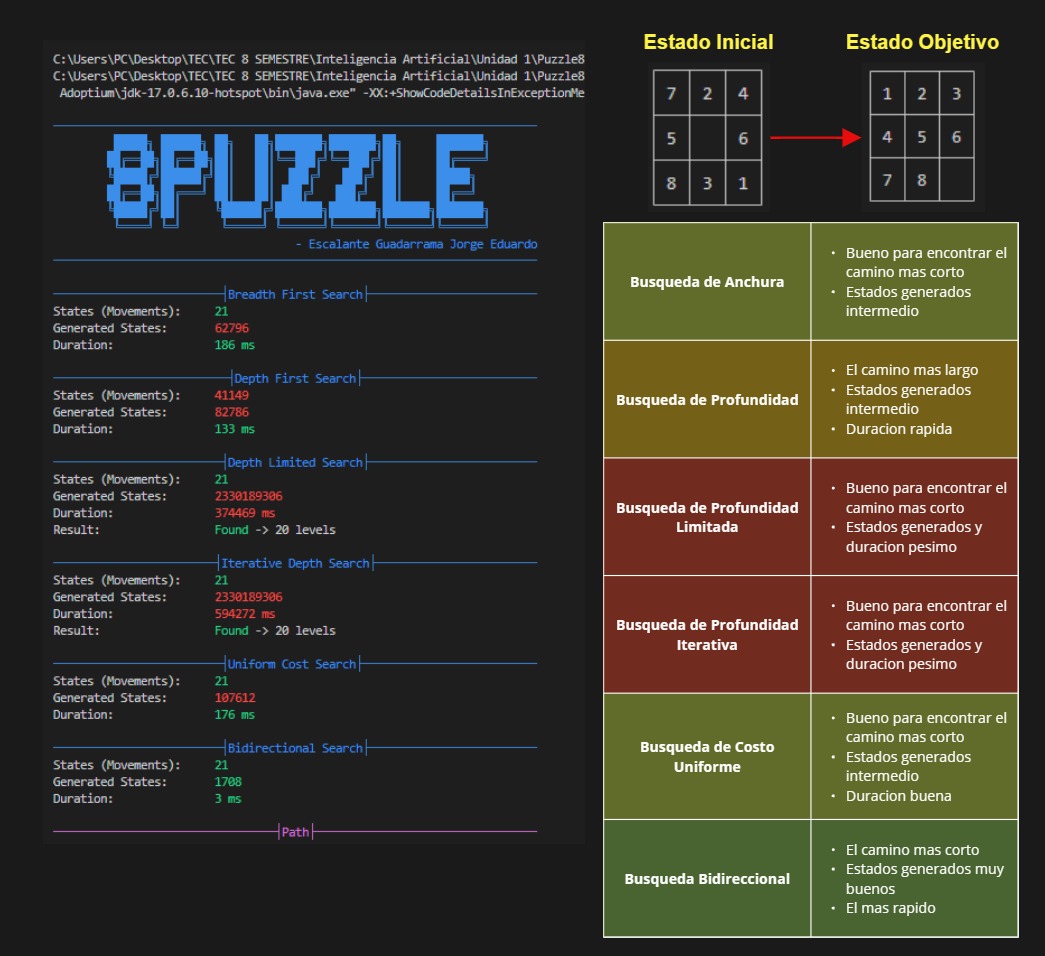 C:\Users\PC\Desktop\TEC\TEC 8 SEMESTRE\Inteligencia Artificial\Unidad 1\Puzzle8
C:\Users\PC\Desktop\TEC\TEC 8 SEMESTRE\Inteligencia Artificial\Unidad 1\Puzzle8
Adoptium\jdk-17.0.6.10-hotspot\bin\java.exe" -XX:+ShowCodeDetailsInExceptionMe
8PUZZLE
- Escalante Guadarrama Jorge Eduardo
Breadth First Search
States (Movements): 21
Generated States: 62796
Duration: 186 ms
Depth First Search
States (Movements): 41149
Generated States: 82786
Duration: 133 ms
Depth Limited Search
States (Movements): 21
Generated States: 2330189306
Duration: 374469 ms
Result: Found -> 20 levels
Iterative Depth Search
States (Movements): 21
Generated States: 2330189306
Duration: 594272 ms
Result: Found -> 20 levels
Uniform Cost Search
States (Movements): 21
Generated States: 107612
Duration: 176 ms
Bidirectional Search
States (Movements): 21
Generated States: 1708
Duration: 3 ms
Path
Estado Inicial
7 2 4
5 6
8 3 1
Estado Objetivo
1 2 3
4 5 6
7 8
Busqueda de Anchura
• Bueno para encontrar el
camino mas corto
• Estados generados
intermedio
Busqueda de Profundidad
• El camino mas largo
• Estados generados
intermedio
• Duracion rapida
Busqueda de Profundidad
Limitada
• Bueno para encontrar el
camino mas corto
• Estados generados y
duracion pesimo
Busqueda de Profundidad
Iterativa
• Bueno para encontrar el
camino mas corto
• Estados generados y
duracion pesimo
Busqueda de Costo
Uniforme
• Bueno para encontrar el
camino mas corto
• Estados generados
intermedio
• Duracion buena
Busqueda Bidireccional
• El camino mas corto
• Estados generados muy
buenos
• El mas rapido